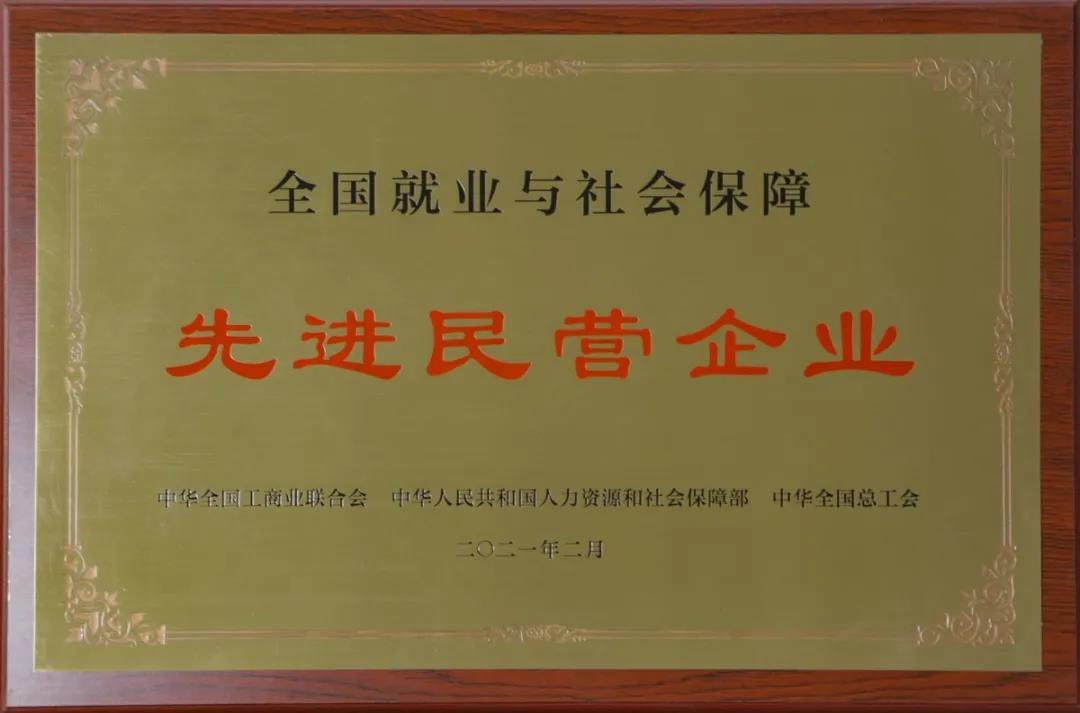 全国就业与社会保障
先进民营企业
中华全国工商业联合会 中华人民共和国人力资源和社会保障部 中华全国总工会
二〇二一年二月